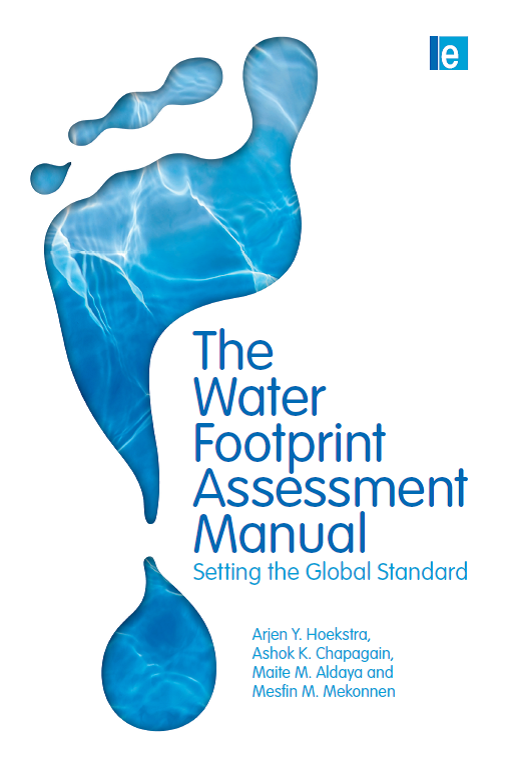 e
The
Water
Footprint
Assessment
Manual
Setting the Global Standard
Arjen Y. Hoekstra,
Ashok K. Chapagain,
Maite M. Aldaya and
Mesfin M. Mekonnen